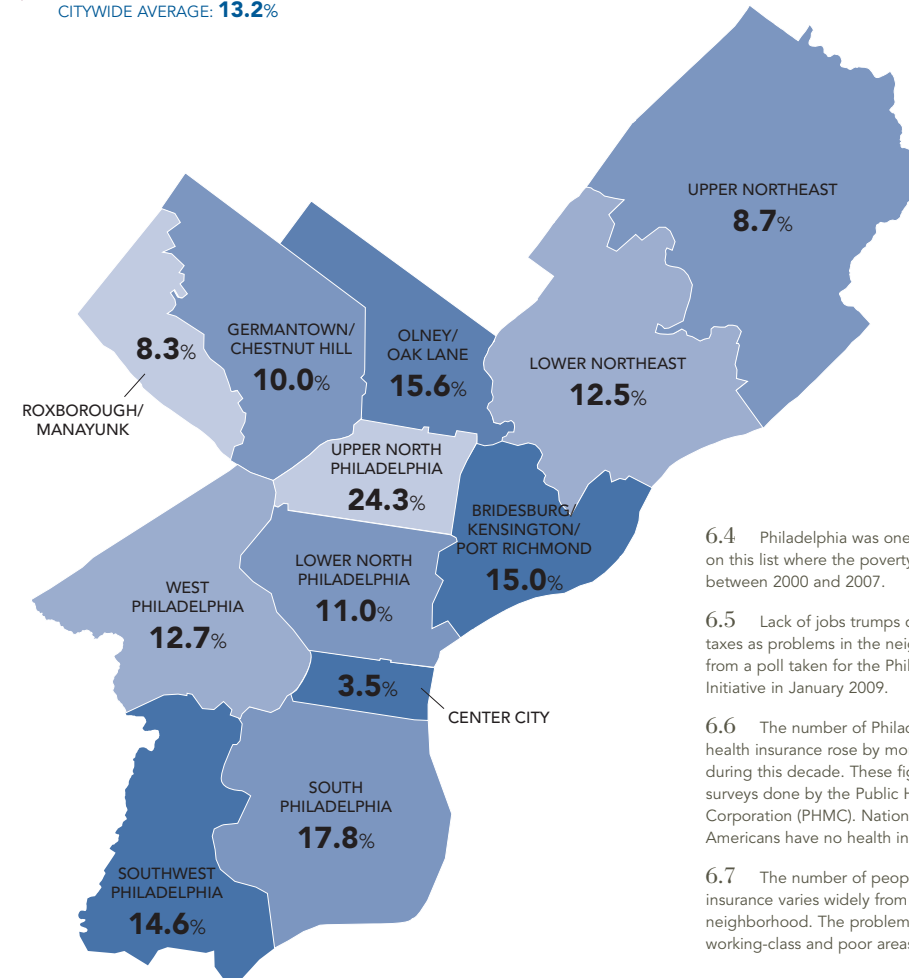 CITYWIDE AVERAGE: 13.2%
UPPER NORTHEAST
8.7%
GERMANTOWN/
CHESTNUT HILL
10.0%
OLNEY/
OAK LANE
15.6%
8.3%
LOWER NORTHEAST
12.5%
ROXBOROUGH/
MANAYUNK
UPPER NORTH
PHILADELPHIA
24.3%
BRIDESBURG/
KENSINGTON/
PORT RICHMOND
15.0%
LOWER NORTH
PHILADELPHIA
11.0%
WEST
PHILADELPHIA
12.7%
3.5%
CENTER CITY
SOUTH
PHILADELPHIA
17.8%
SOUTHWEST
PHILADELPHIA
14.6%
6.4 Philadelphia was one
on this list where the poverty
between 2000 and 2007.
6.5 Lack of jobs trumps
taxes as problems in the
from a poll taken for the
Initiative in January 2009.
6.6 The number of
health insurance rose by
during this decade. These
surveys done by the Public
Corporation (PHMC).
Americans have no health
6.7 The number of
insurance varies widely from
neighborhood. The problem
working-class and poor areas